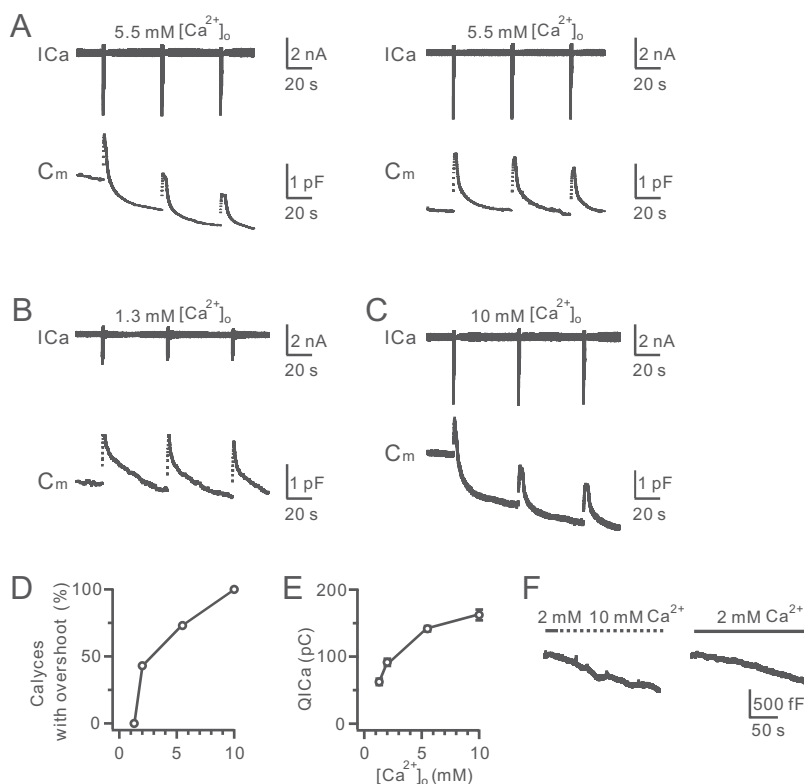 A
5.5 mM [Ca2+]o
ICa
2 nA
20 s
Cm
1 pF
20 s
5.5 mM [Ca2+]o
2 nA
20 s
1 pF
20 s
B
1.3 mM [Ca2+]o
ICa
2 nA
20 s
Cm
1 pF
20 s
C
10 mM [Ca2+]o
ICa
2 nA
20 s
Cm
1 pF
20 s
D
Calyces
with overshoot (%)
100
50
0
0 5 10
E
QICa (pC)
200
100
0
0 5 10
[Ca2+]o (mM)
F
2 mM 10 mM Ca2+
2 mM Ca2+
500 fF
50 s